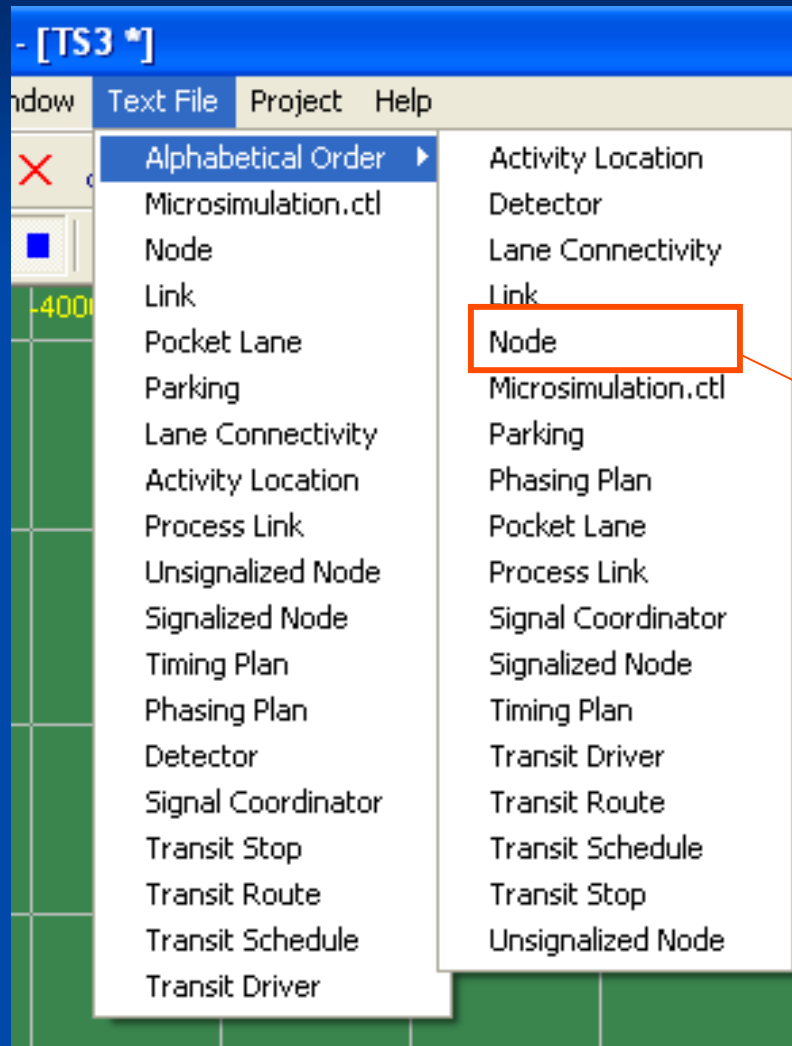 - [TS3 *]
ndow Text File Project Help
-4000
Alphabetical Order
Microsimulation.ctl
Node
Link
Pocket Lane
Parking
Lane Connectivity
Activity Location
Process Link
Unsignalized Node
Signalized Node
Timing Plan
Phasing Plan
Detector
Signal Coordinator
Transit Stop
Transit Route
Transit Schedule
Transit Driver
Activity Location
Detector
Lane Connectivity
Link
Node
Microsimulation.ctl
Parking
Phasing Plan
Pocket Lane
Process Link
Signal Coordinator
Signalized Node
Timing Plan
Transit Driver
Transit Route
Transit Schedule
Transit Stop
Unsignalized Node